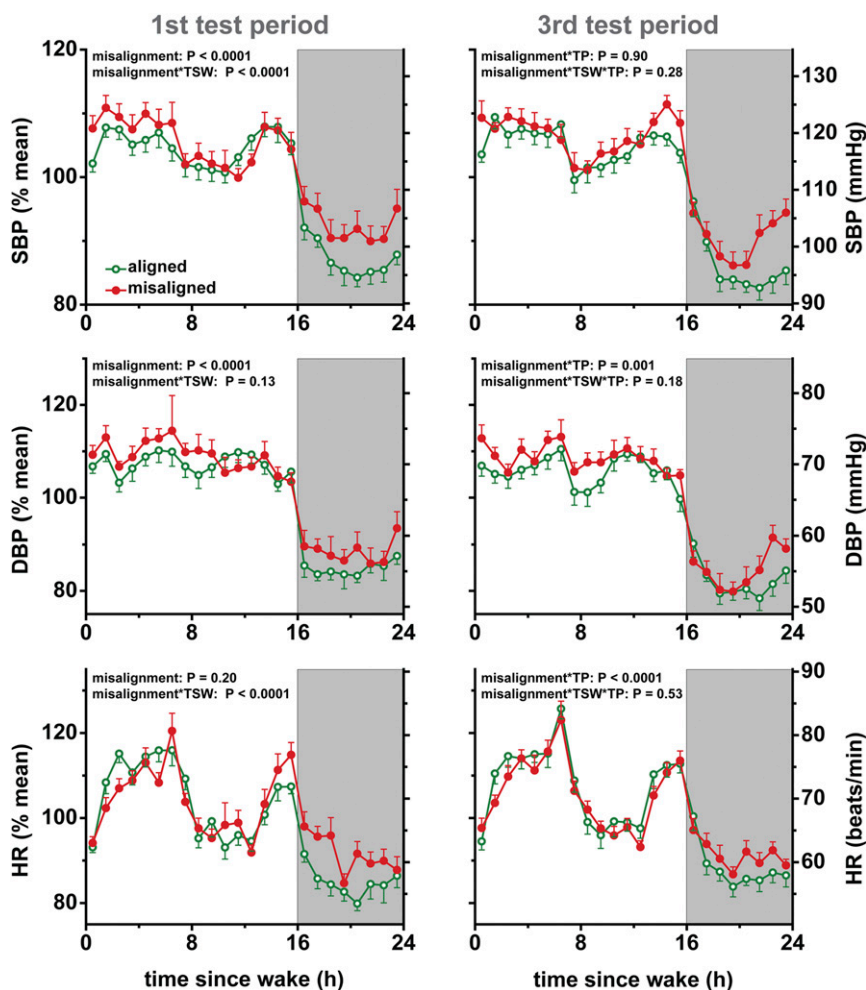 1st test period
3rd test period
misalignment: P < 0.0001
misalignment*TSW: P < 0.0001
misalignment*TP: P = 0.90
misalignment*TSW*TP: P = 0.28
120
100
80
SBP (% mean)
aligned
misaligned
0
8
16
24
0
8
16
24
130
120
110
100
90
SBP (mmHg)
misalignment: P < 0.0001
misalignment*TSW: P = 0.13
misalignment*TP: P = 0.001
misalignment*TSW*TP: P = 0.18
120
100
80
DBP (% mean)
0
8
16
24
0
8
16
24
80
70
60
50
DBP (mmHg)
misalignment: P = 0.20
misalignment*TSW: P < 0.0001
misalignment*TP: P < 0.0001
misalignment*TSW*TP: P = 0.53
120
100
80
HR (% mean)
0
8
16
24
0
8
16
24
90
80
70
60
HR (beats/min)
time since wake (h)
time since wake (h)